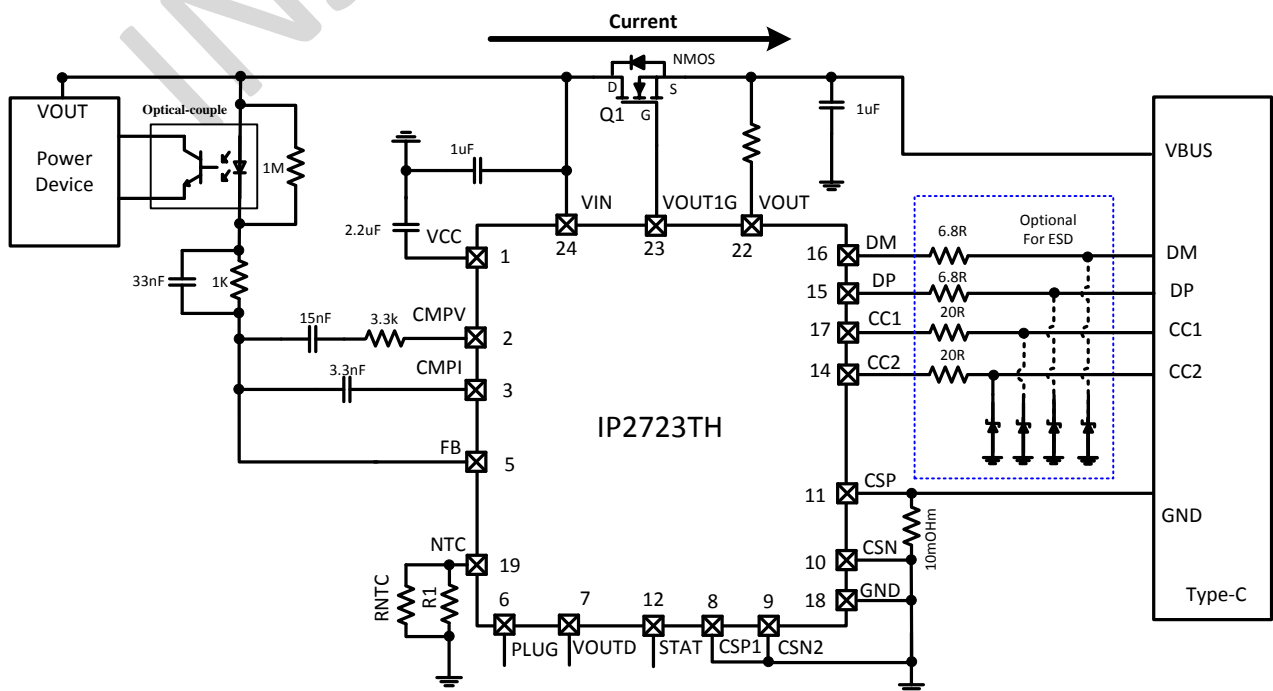 Current
NMOS
D
S
G
Q1
VOUT
Power
Device
Optical-couple
1M
1uF
1uF
2.2uF
VCC
VIN
VOUT1G
VOUT
1
24
23
22
33nF
1K
15nF
3.3k
CMPV
2
3.3nF
CMPI
3
FB
5
IP2723TH
NTC
19
RNTC
R1
6
7
12
8
9
PLUG
VOUTD
STAT
CSP1
CSN2
16
DM
6.8R
15
DP
6.8R
17
CC1
20R
14
CC2
20R
Optional
For ESD
11
CSP
10
CSN
18
GND
10mOHm
VBUS
DM
DP
CC1
CC2
GND
Type-C